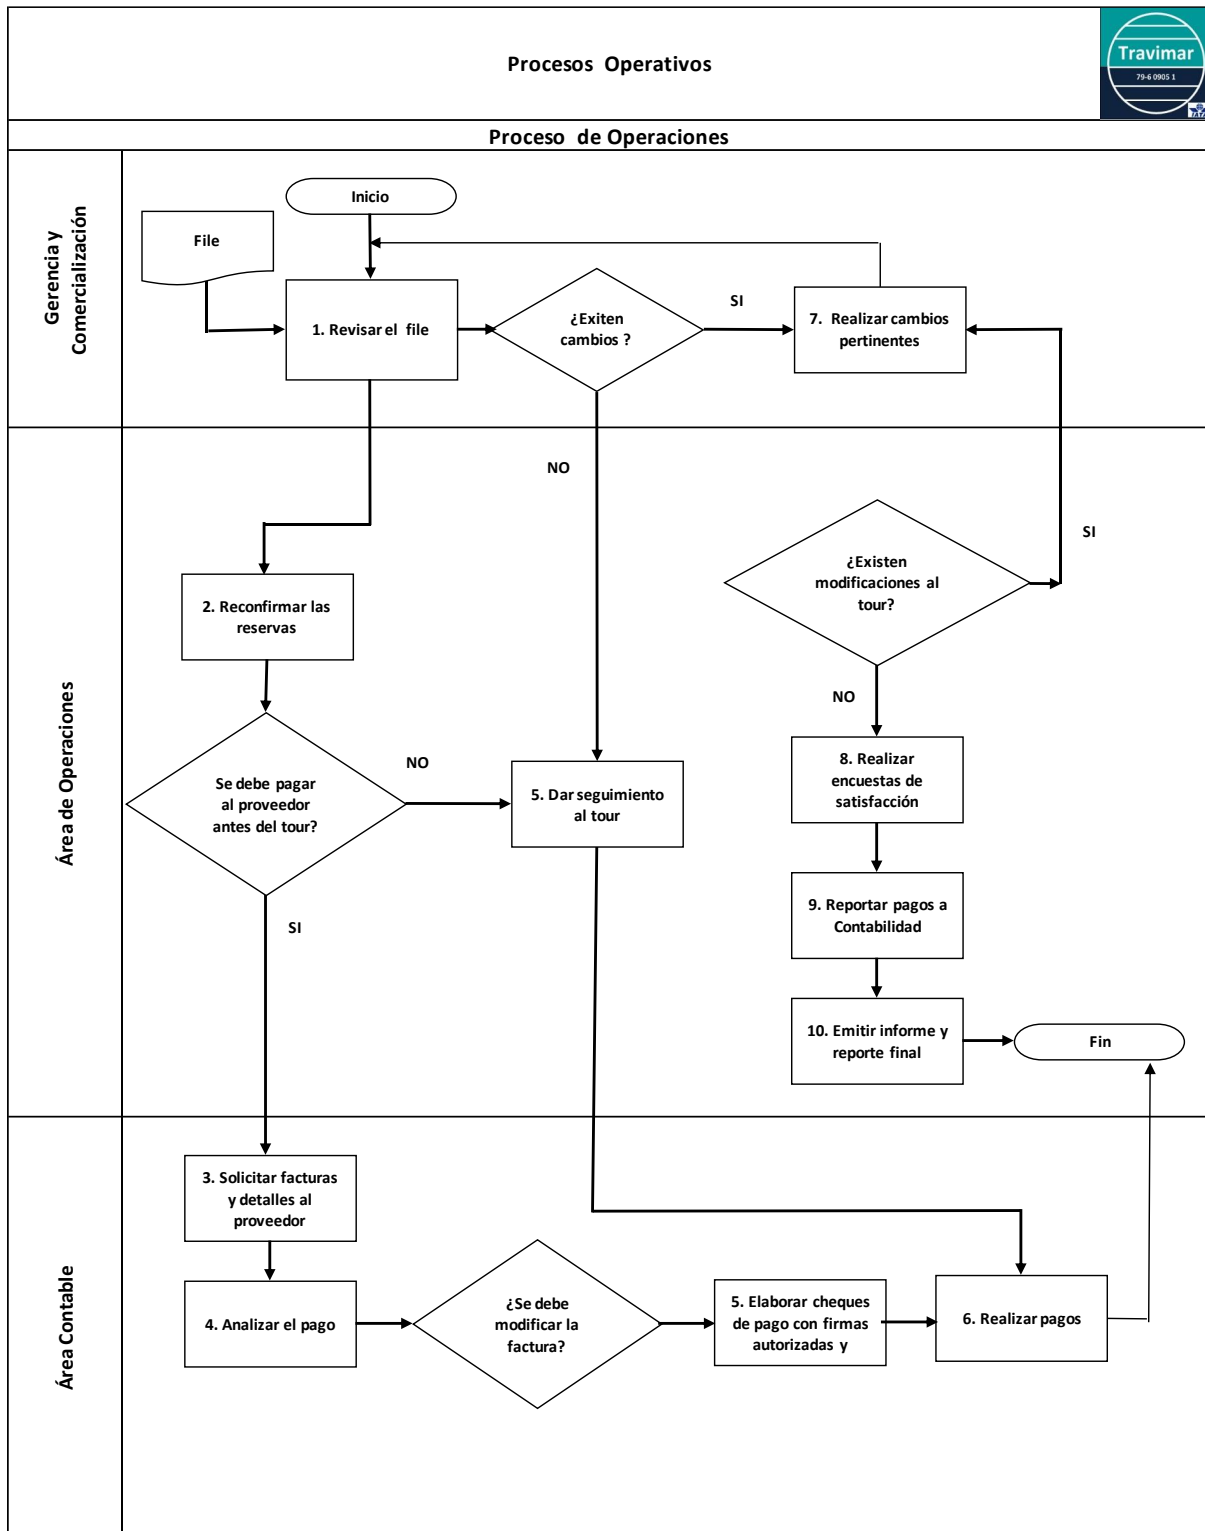 Procesos Operativos
Travimar
79-6 0905 1
IATA
Proceso de Operaciones
Gerencia y
Comercialización
Inicio
File
1. Revisar el file
¿Exiten
cambios ?
SI
7. Realizar cambios
pertinentes
NO
Área de Operaciones
¿Existen
modificaciones al
tour?
SI
2. Reconfirmar las
reservas
NO
Se debe pagar
al proveedor
antes del tour?
NO
5. Dar seguimiento
al tour
8. Realizar
encuestas de
satisfacción
SI
9. Reportar pagos a
Contabilidad
10. Emitir informe y
reporte final
Fin
Área Contable
3. Solicitar facturas
y detalles al
proveedor
4. Analizar el pago
¿Se debe
modificar la
factura?
5. Elaborar cheques
de pago con firmas
autorizadas y
6. Realizar pagos